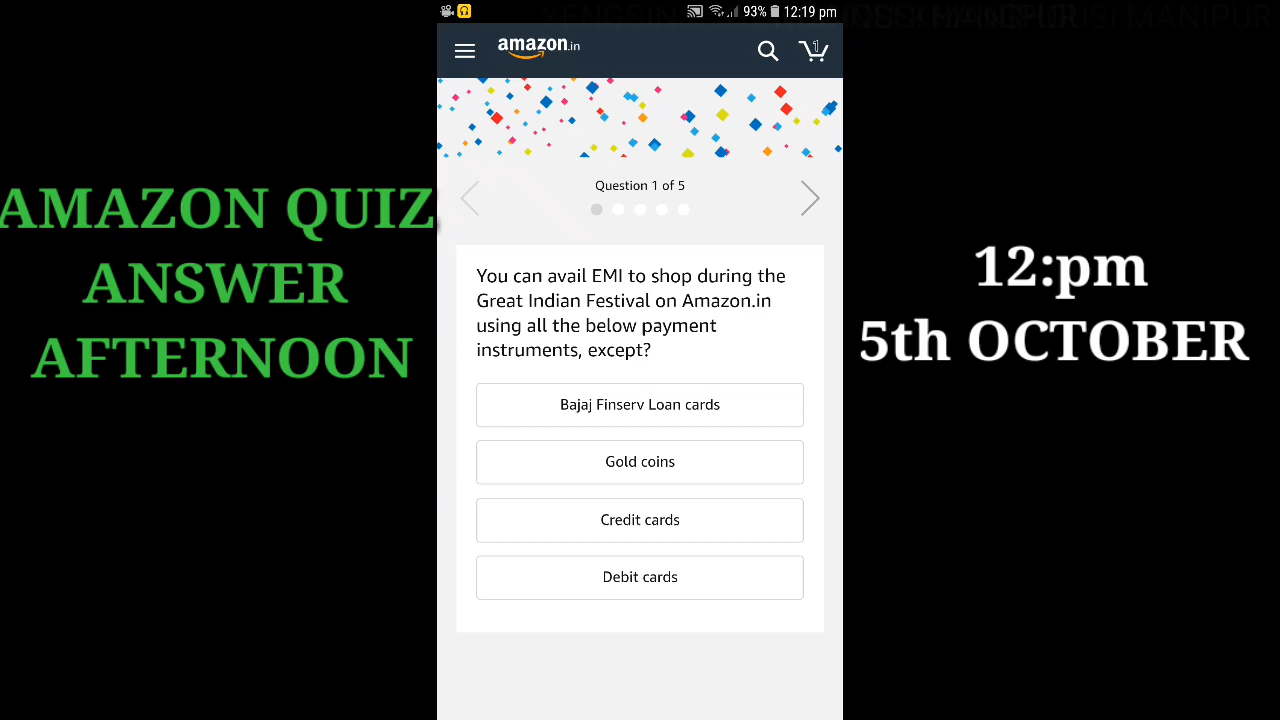 93% 12:19 pm
amazon.in
1
Question 1 of 5
AMAZON QUIZ
ANSWER
AFTERNOON
You can avail EMI to shop during the
Great Indian Festival on Amazon.in
using all the below payment
instruments, except?
Bajaj Finserv Loan cards
Gold coins
Credit cards
Debit cards
12:pm
5th OCTOBER